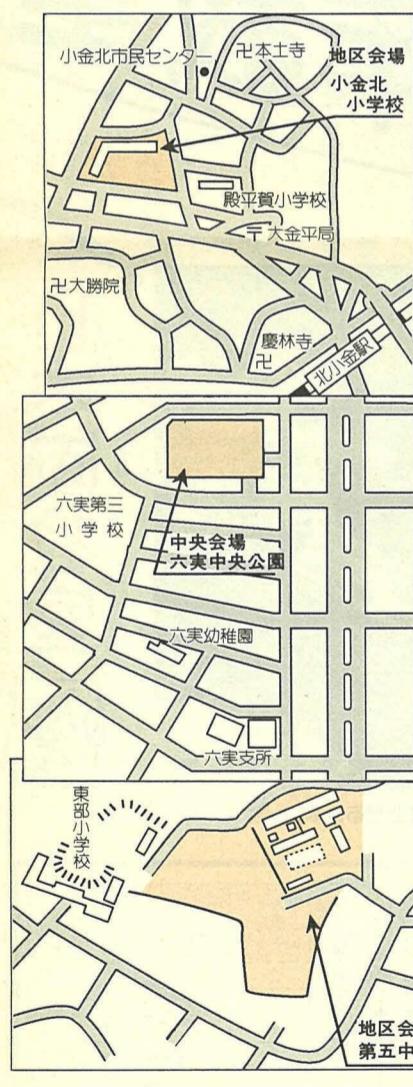 小金北市民センター
卍本土寺
地区会場
小金北
小学校
殿平賀小学校
〒大金平局
卍大勝院
慶林寺
卍
北小金駅
六実第三
小学校
中央会場
六実中央公園
六実幼稚園
六実支所
東部小学校
地区会
第五中